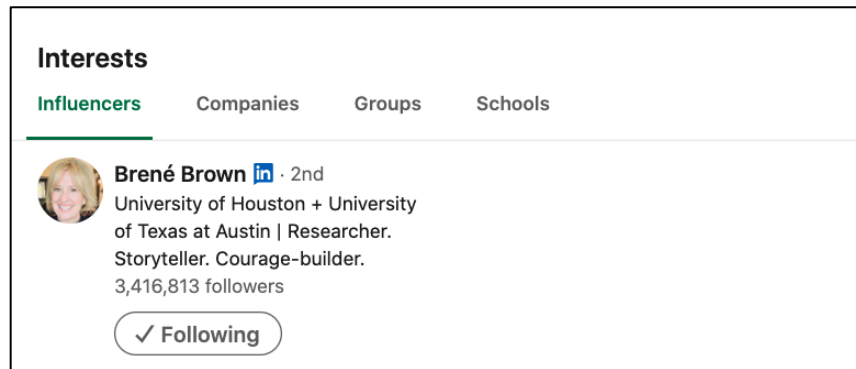 Interests
Influencers Companies Groups Schools
Brené Brown in · 2nd
University of Houston + University
of Texas at Austin | Researcher.
Storyteller. Courage-builder.
3,416,813 followers
✓ Following